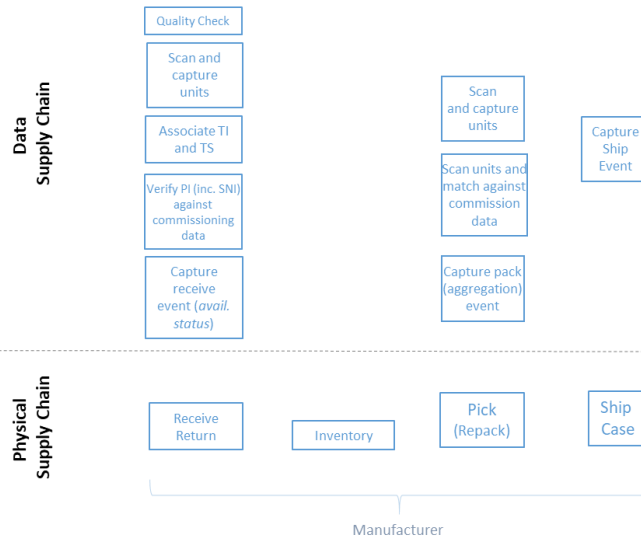 Data
Supply Chain
Quality Check
Scan and
capture
units
Associate TI
and TS
Verify PI (inc. SNI)
against
commissioning
data
Capture
receive
event (avail.
status)
Scan
and capture
units
Scan units and
match against
commission
data
Capture pack
(aggregation)
event
Capture
Ship
Event
Physical
Supply Chain
Receive
Return
Inventory
Pick
(Repack)
Ship
Case
Manufacturer